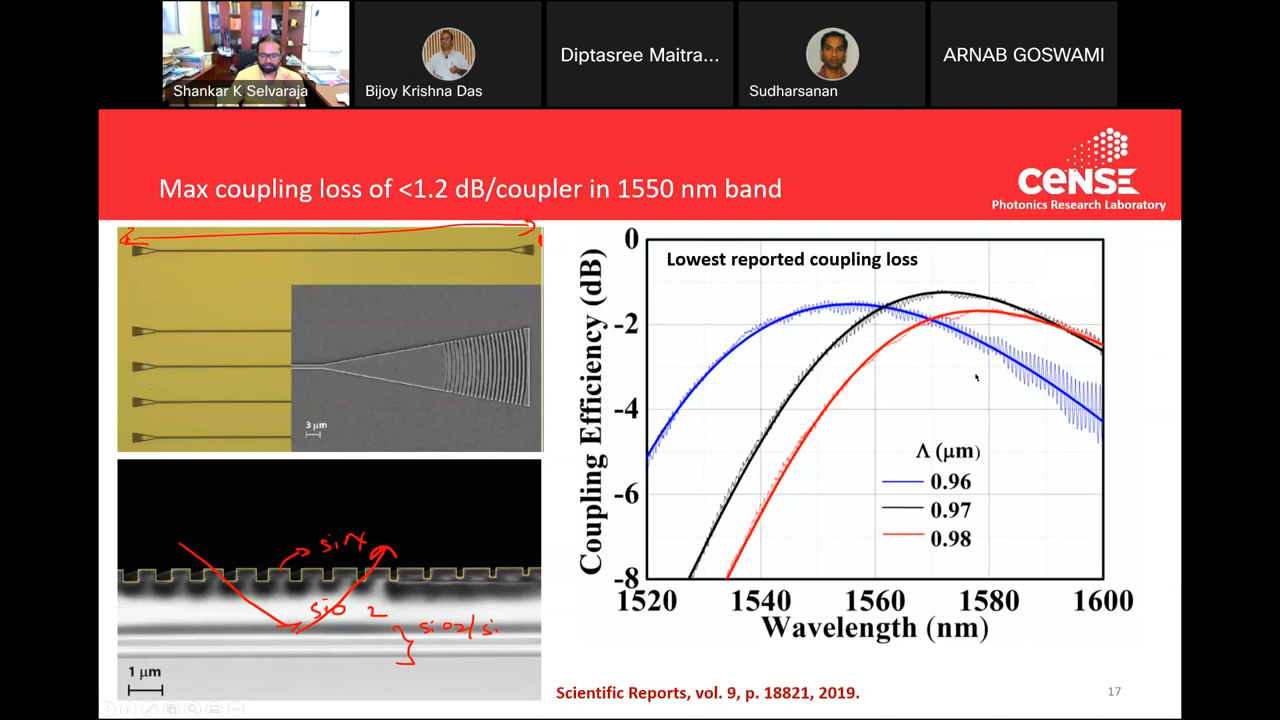 Shankar K Selvaraja
Bijoy Krishna Das
Diptasree Maitra...
Sudharsanan
ARNAB GOSWAMI
Max coupling loss of <1.2 dB/coupler in 1550 nm band
CENSE
Photonics Research Laboratory
3 μm
SiN
SiO2
SiO2/Si
1 μm
Coupling Efficiency (dB)
0
-2
-4
-6
-8
Lowest reported coupling loss
Λ (μm)
0.96
0.97
0.98
1520 1540 1560 1580 1600
Wavelength (nm)
Scientific Reports, vol. 9, p. 18821, 2019.
17